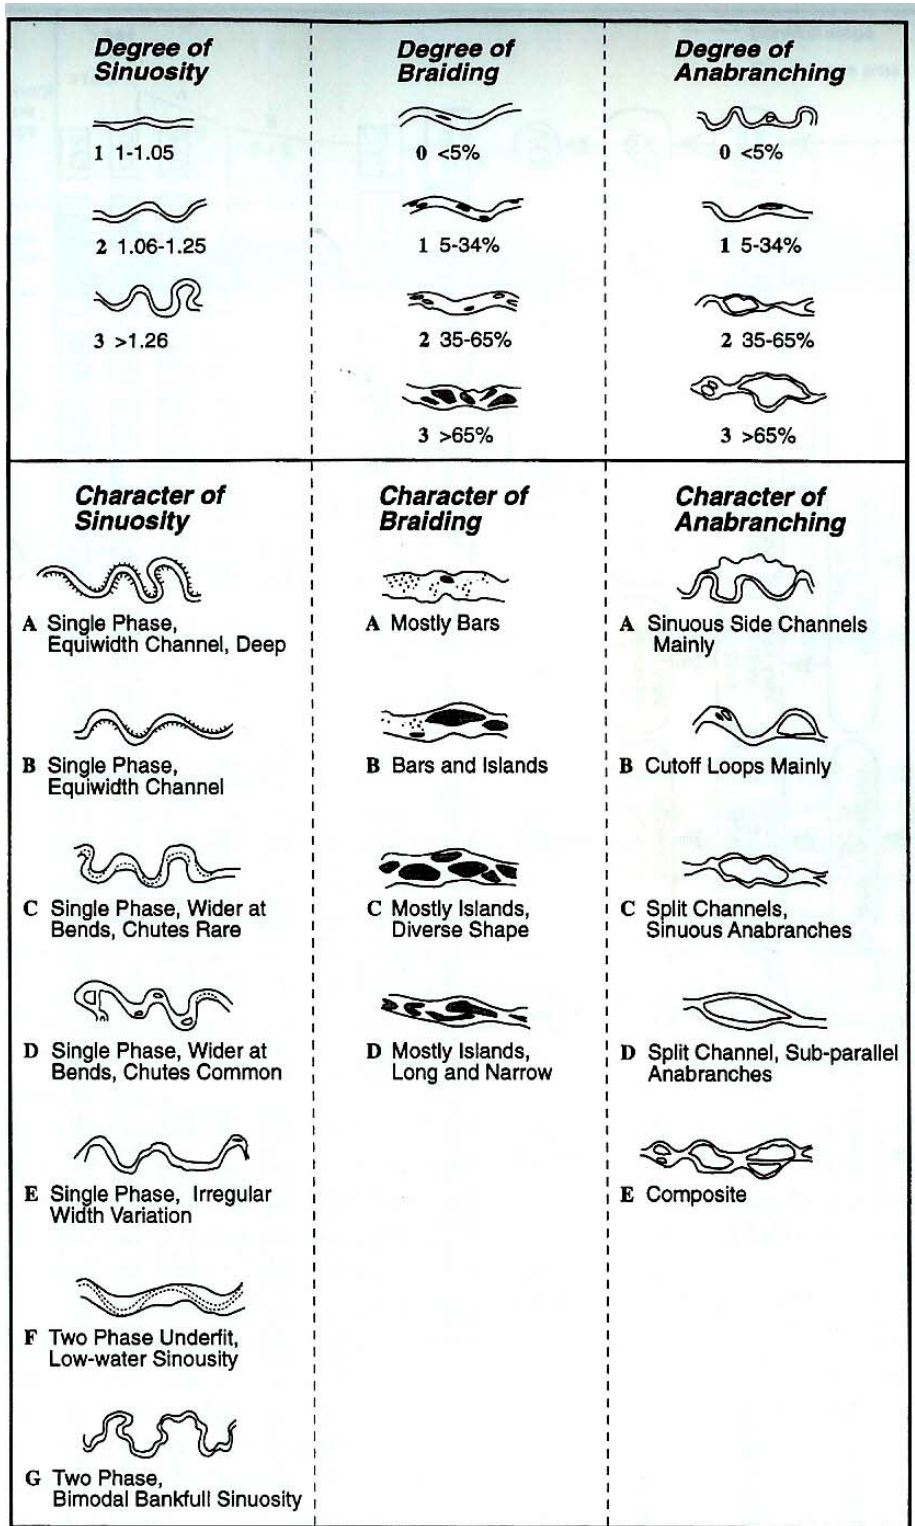 Degree of
Sinuosity
1 1-1.05
2 1.06-1.25
3 >1.26
Degree of
Braiding
0 <5%
1 5-34%
2 35-65%
3 >65%
Degree of
Anabranching
0 <5%
1 5-34%
2 35-65%
3 >65%
Character of
Sinuosity
A Single Phase,
Equiwidth Channel, Deep
B Single Phase,
Equiwidth Channel
C Single Phase, Wider at
Bends, Chutes Rare
D Single Phase, Wider at
Bends, Chutes Common
E Single Phase, Irregular
Width Variation
F Two Phase Underfit,
Low-water Sinousity
G Two Phase,
Bimodal Bankfull Sinuosity
Character of
Braiding
A Mostly Bars
B Bars and Islands
C Mostly Islands,
Diverse Shape
D Mostly Islands,
Long and Narrow
Character of
Anabranching
A Sinuous Side Channels
Mainly
B Cutoff Loops Mainly
C Split Channels,
Sinuous Anabranches
D Split Channel, Sub-parallel
Anabranches
E Composite